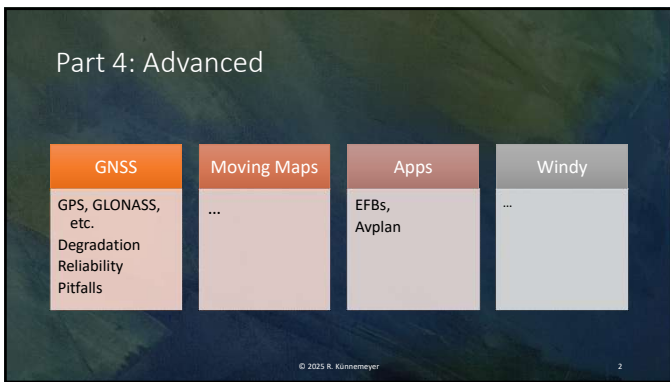 Part 4: Advanced
GNSS
GPS, GLONASS,
etc.
Degradation
Reliability
Pitfalls
Moving Maps
...
Apps
EFBs,
Avplan
Windy
...
© 2025 R. Künnemeyer
2